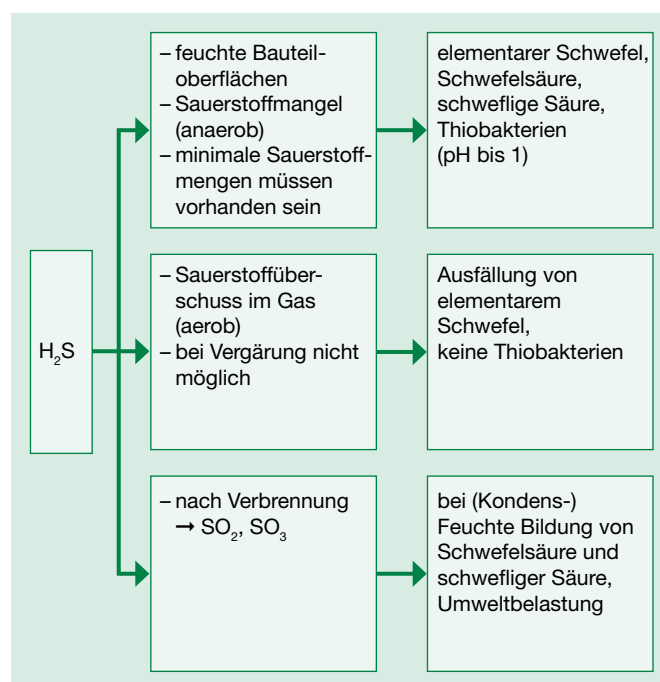 – feuchte Bauteil-
oberflächen
– Sauerstoffmangel
(anaerob)
– minimale Sauerstoff-
mengen müssen
vorhanden sein
elementarer Schwefel,
Schwefelsäure,
schweflige Säure,
Thiobakterien
(pH bis 1)
H₂S
– Sauerstoffüber-
schuss im Gas
(aerob)
– bei Vergärung nicht
möglich
Ausfällung von
elementarem
Schwefel,
keine Thiobakterien
– nach Verbrennung
→ SO₂, SO₃
bei (Kondens-)
Feuchte Bildung von
Schwefelsäure und
schwefliger Säure,
Umweltbelastung